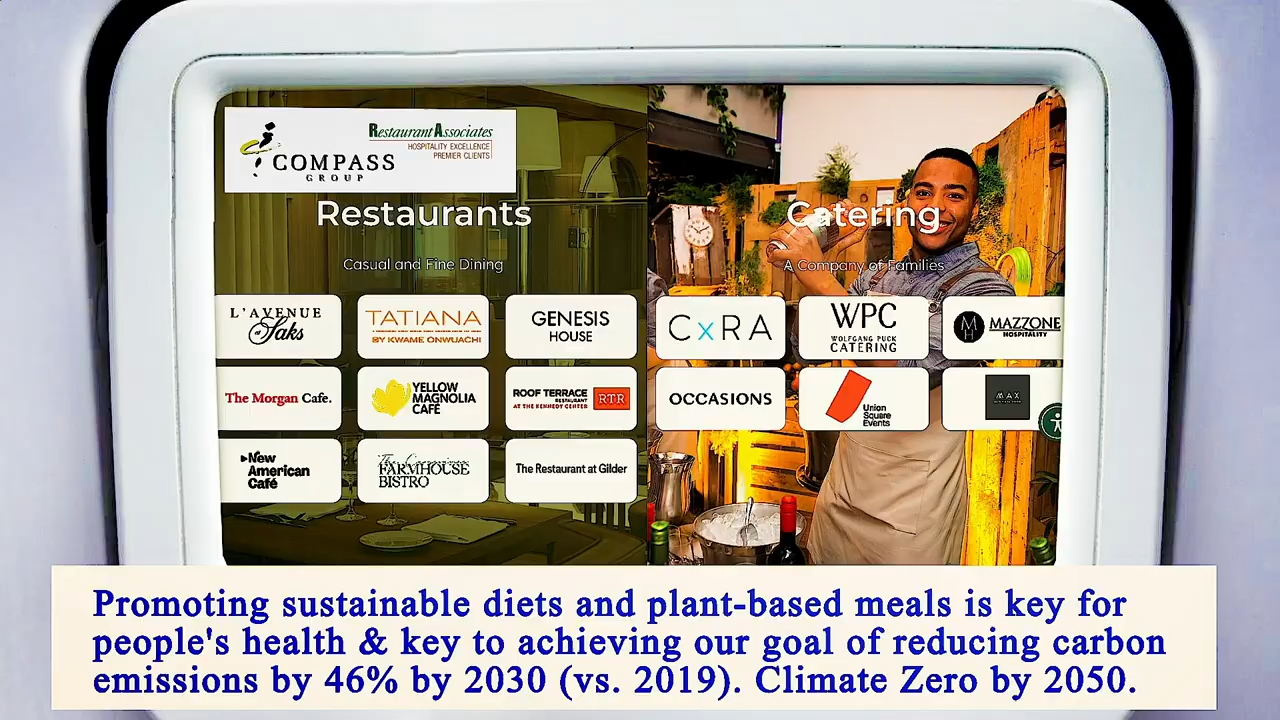 COMPASS
GROUP
Restaurant Associates
HOSPITALITY EXCELLENCE
PREMIER CLIENTS
Restaurants
Casual and Fine Dining
L'AVENUE
Saks
TATIANA
BY KWAME ONWUACHI
GENESIS
HOUSE
The Morgan Cafe.
YELLOW
MAGNOLIA
CAFÉ
ROOF TERRACE
RESTAURANT
AT THE KENNEDY CENTER
RTR
New
American
Café
FARMHOUSE
BISTRO
The Restaurant at Gilder
Catering
A Company of Families
CxRA
WPC
WOLFGANG PUCK
CATERING
MH
MAZZONE
HOSPITALITY
OCCASIONS
Union
Square
Events
MAX
Promoting sustainable diets and plant-based meals is key for
people's health & key to achieving our goal of reducing carbon
emissions by 46% by 2030 (vs. 2019). Climate Zero by 2050.